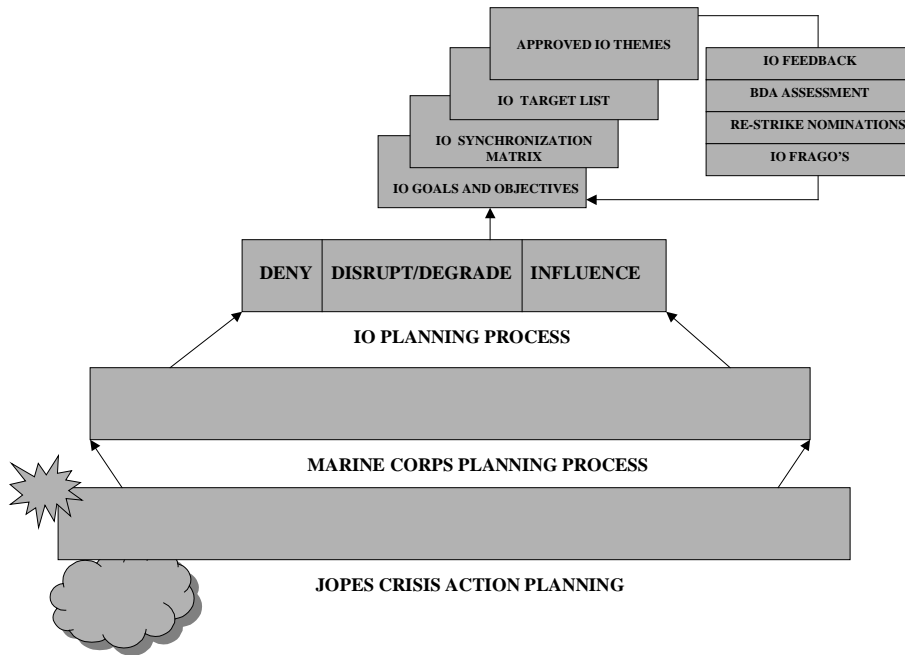 APPROVED IO THEMES
IO TARGET LIST
IO SYNCHRONIZATION
MATRIX
IO GOALS AND OBJECTIVES
IO FEEDBACK
BDA ASSESSMENT
RE-STRIKE NOMINATIONS
IO FRAGO'S
DENY
DISRUPT/DEGRADE
INFLUENCE
IO PLANNING PROCESS
MARINE CORPS PLANNING PROCESS
JOPES CRISIS ACTION PLANNING